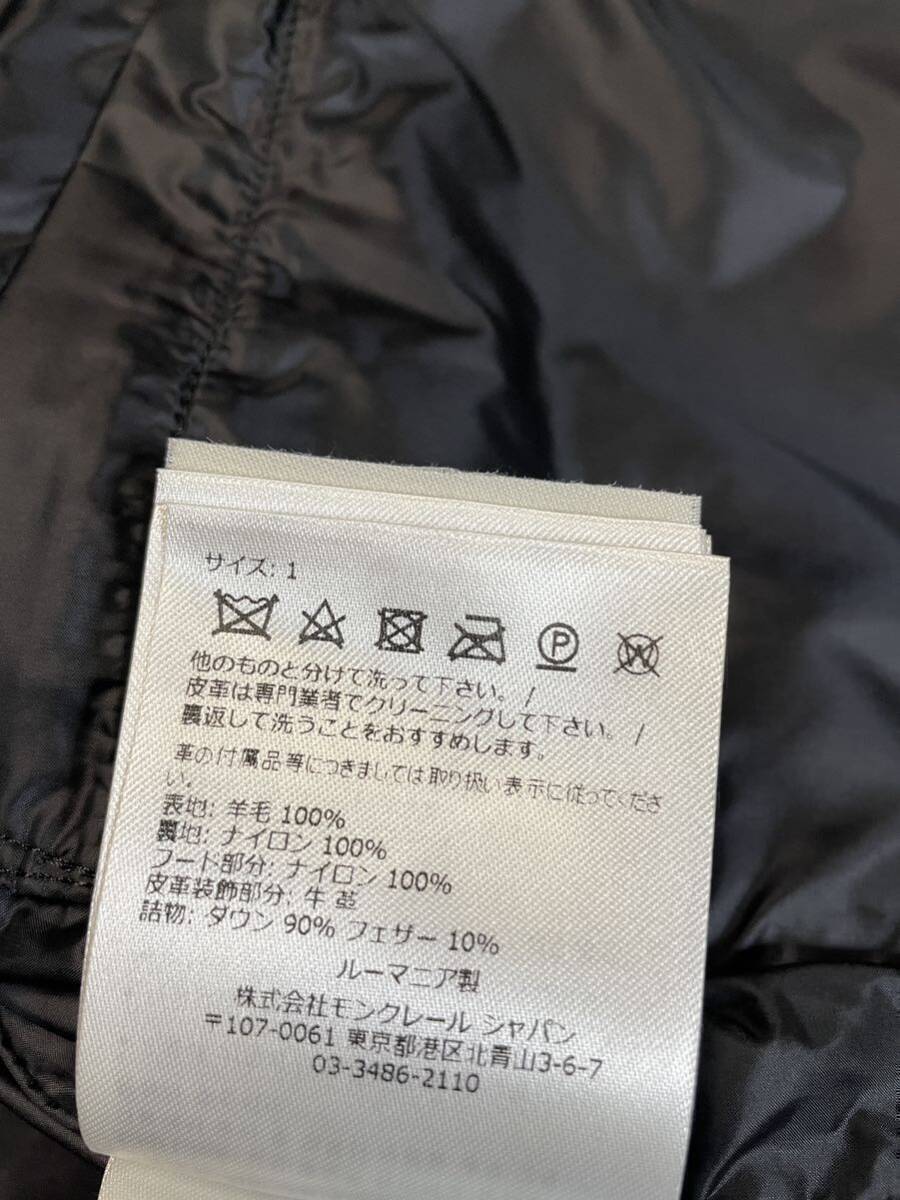 サイズ: 1
P
W
他のものと分けて洗って下さい。/
皮革は専門業者でクリーニングして下さい。/
裏返して洗うことをおすすめします。
革の付属品等につきましては取り扱い表示に従ってくださ
い。
表地: 羊毛 100%
裏地: ナイロン 100%
フード部分: ナイロン 100%
皮革装飾部分: 牛革
詰物: ダウン 90% フェザー 10%
ルーマニア製
株式会社モンクレール シャパン
〒107-0061 東京都港区北青山3-6-7
03-3486-2110